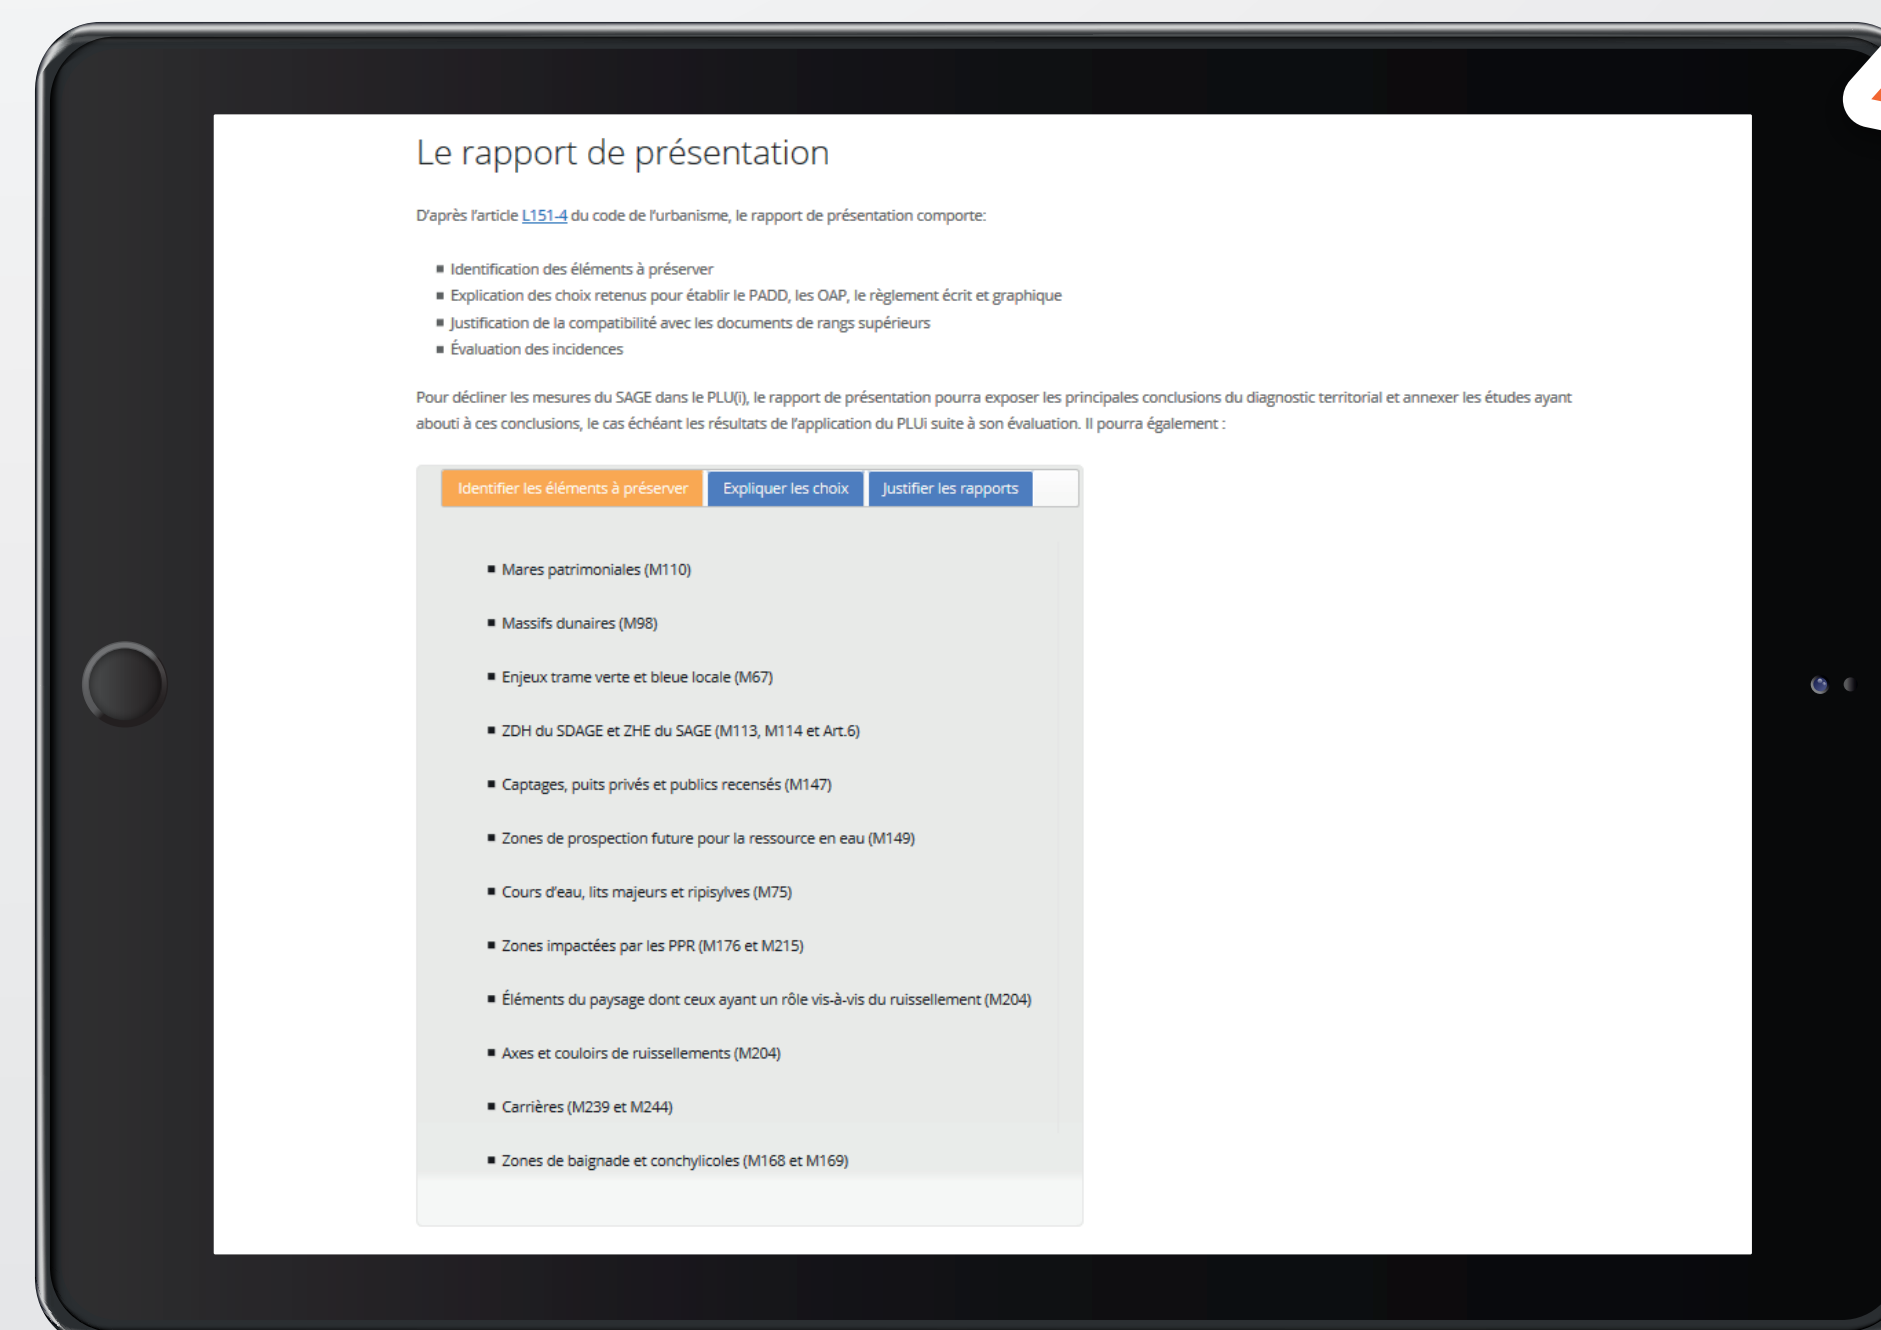 Le rapport de présentation
D'après l'article L151-4 du code de l'urbanisme, le rapport de présentation comporte:
Identification des éléments à préserver
Explication des choix retenus pour établir le PADD, les OAP, le règlement écrit et graphique
Justification de la compatibilité avec les documents de rangs supérieurs
Évaluation des incidences
Pour décliner les mesures du SAGE dans le PLU(i), le rapport de présentation pourra exposer les principales conclusions du diagnostic territorial et annexer les études ayant
abouti à ces conclusions, le cas échéant les résultats de l'application du PLUi suite à son évaluation. Il pourra également :
Identifier les éléments à préserver Expliquer les choix Justifier les rapports
Mares patrimoniales (M110)
Massifs dunaires (M98)
Enjeux trame verte et bleue locale (M67)
ZDH du SDAGE et ZHE du SAGE (M113, M114 et Art.6)
Captages, puits privés et publics recensés (M147)
Zones de prospection future pour la ressource en eau (M149)
Cours d'eau, lits majeurs et ripisylves (M75)
Zones impactées par les PPR (M176 et M215)
Éléments du paysage dont ceux ayant un rôle vis-à-vis du ruissellement (M204)
Axes et couloirs de ruissellements (M204)
Carrières (M239 et M244)
Zones de baignade et conchylicoles (M168 et M169)